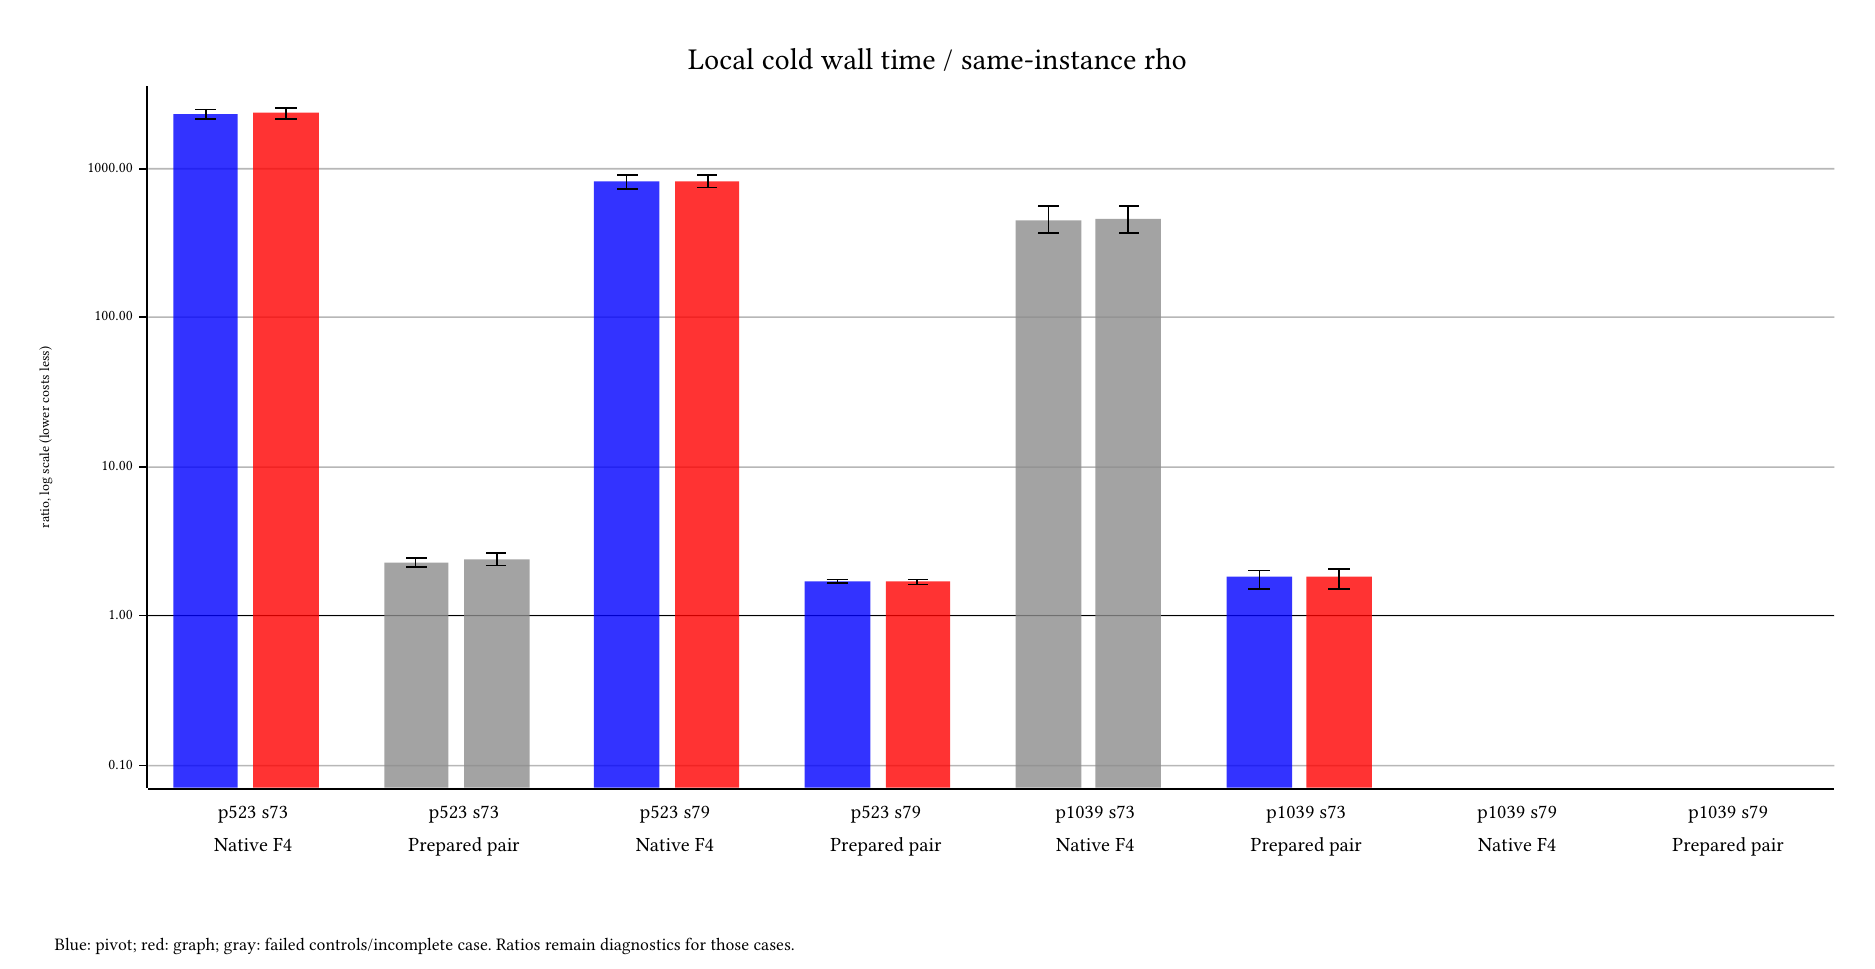 Local cold wall time / same-instance rho
ratio, log scale (lower costs less)
1000.00
100.00
10.00
1.00
0.10
p523 s73 p523 s73 p523 s79 p523 s79 p1039 s73 p1039 s73 p1039 s79 p1039 s79
Native F4 Prepared pair Native F4 Prepared pair Native F4 Prepared pair Native F4 Prepared pair
Blue: pivot; red: graph; gray: failed controls/incomplete case. Ratios remain diagnostics for those cases.